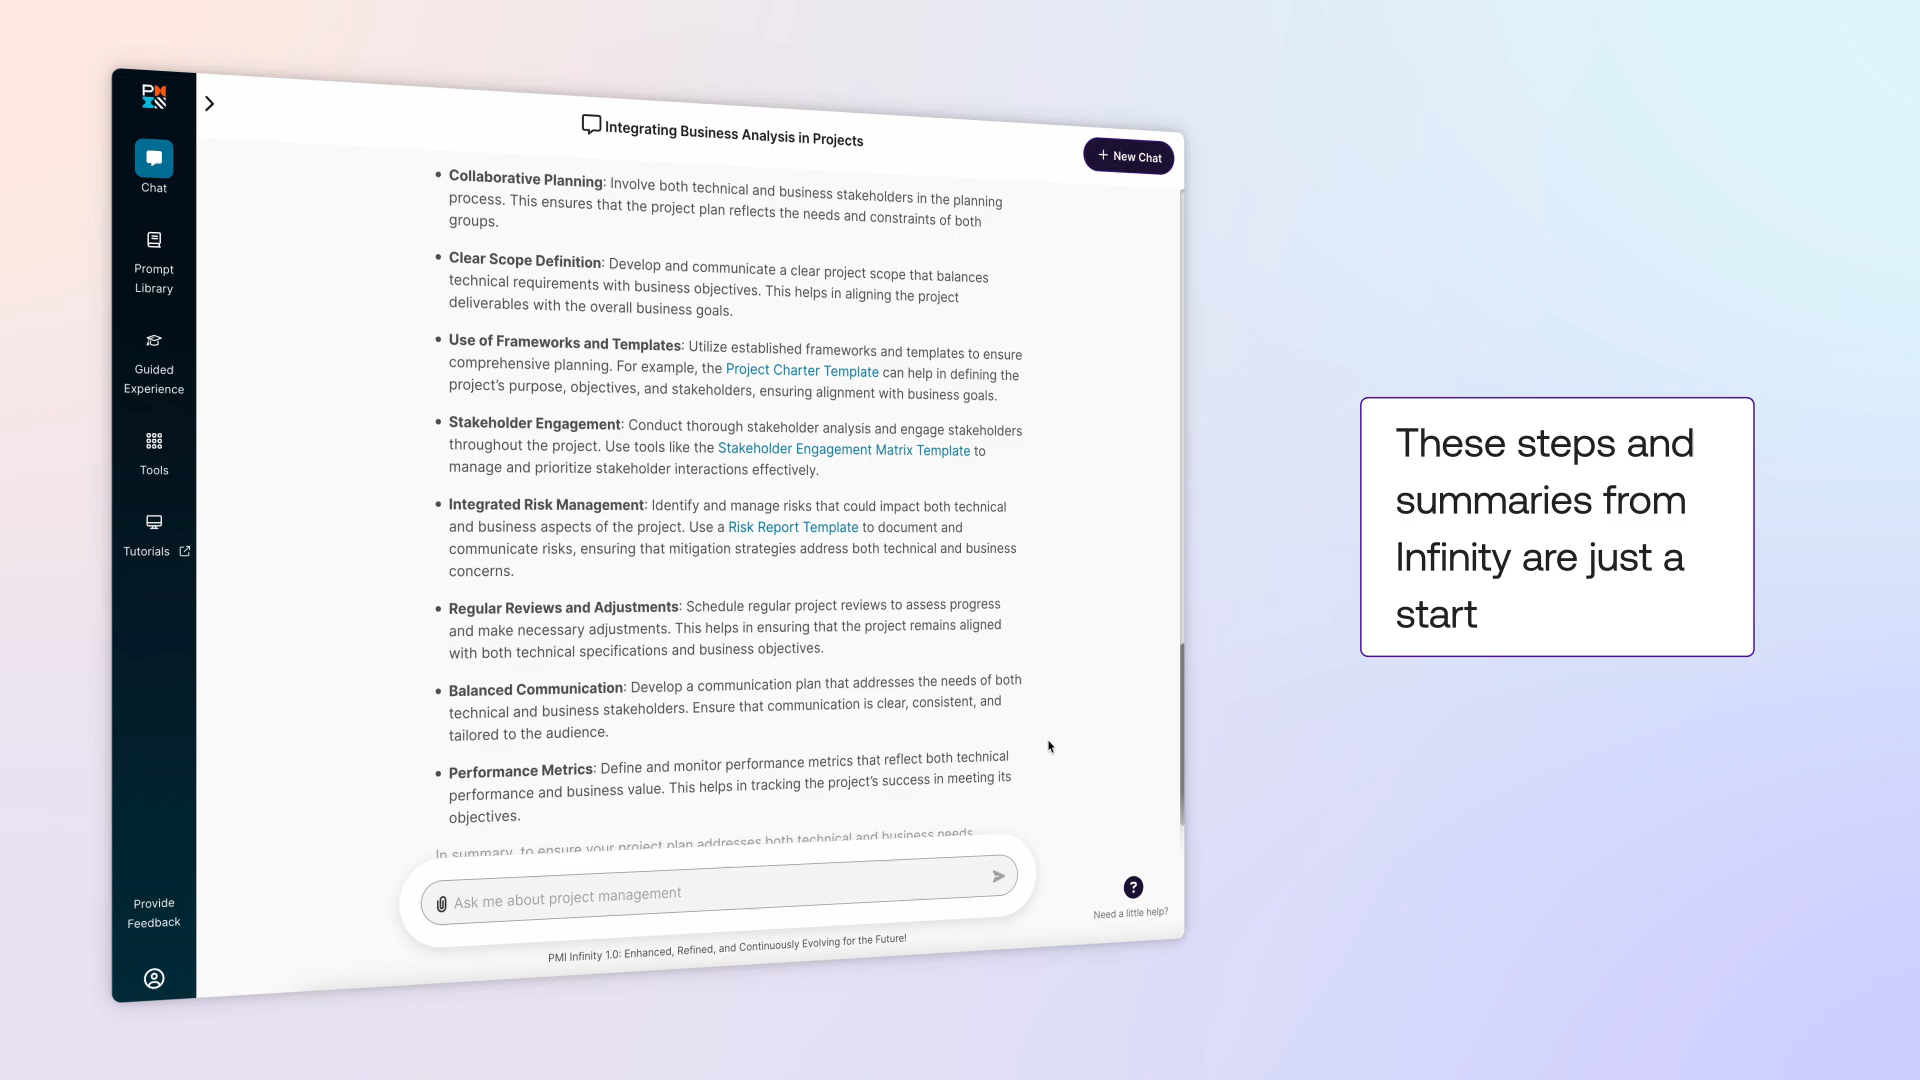 Integrating Business Analysis in Projects
+ New Chat
Chat
Prompt
Library
Guided
Experience
Tools
Tutorials
Provide
Feedback
• Collaborative Planning: Involve both technical and business stakeholders in the planning
process. This ensures that the project plan reflects the needs and constraints of both
groups.
• Clear Scope Definition: Develop and communicate a clear project scope that balances
technical requirements with business objectives. This helps in aligning the project
deliverables with the overall business goals.
• Use of Frameworks and Templates: Utilize established frameworks and templates to ensure
comprehensive planning. For example, the Project Charter Template can help in defining the
project's purpose, objectives, and stakeholders, ensuring alignment with business goals.
• Stakeholder Engagement: Conduct thorough stakeholder analysis and engage stakeholders
throughout the project. Use tools like the Stakeholder Engagement Matrix Template to
manage and prioritize stakeholder interactions effectively.
• Integrated Risk Management: Identify and manage risks that could impact both technical
and business aspects of the project. Use a Risk Report Template to document and
communicate risks, ensuring that mitigation strategies address both technical and business
concerns.
• Regular Reviews and Adjustments: Schedule regular project reviews to assess progress
and make necessary adjustments. This helps in ensuring that the project remains aligned
with both technical specifications and business objectives.
• Balanced Communication: Develop a communication plan that addresses the needs of both
technical and business stakeholders. Ensure that communication is clear, consistent, and
tailored to the audience.
• Performance Metrics: Define and monitor performance metrics that reflect both technical
performance and business value. This helps in tracking the project's success in meeting its
objectives.
In summary, to ensure your project plan addresses both technical and business needs
Ask me about project management
?
Need a little help?
PMI Infinity 1.0: Enhanced, Refined, and Continuously Evolving for the Future!
These steps and
summaries from
Infinity are just a
start